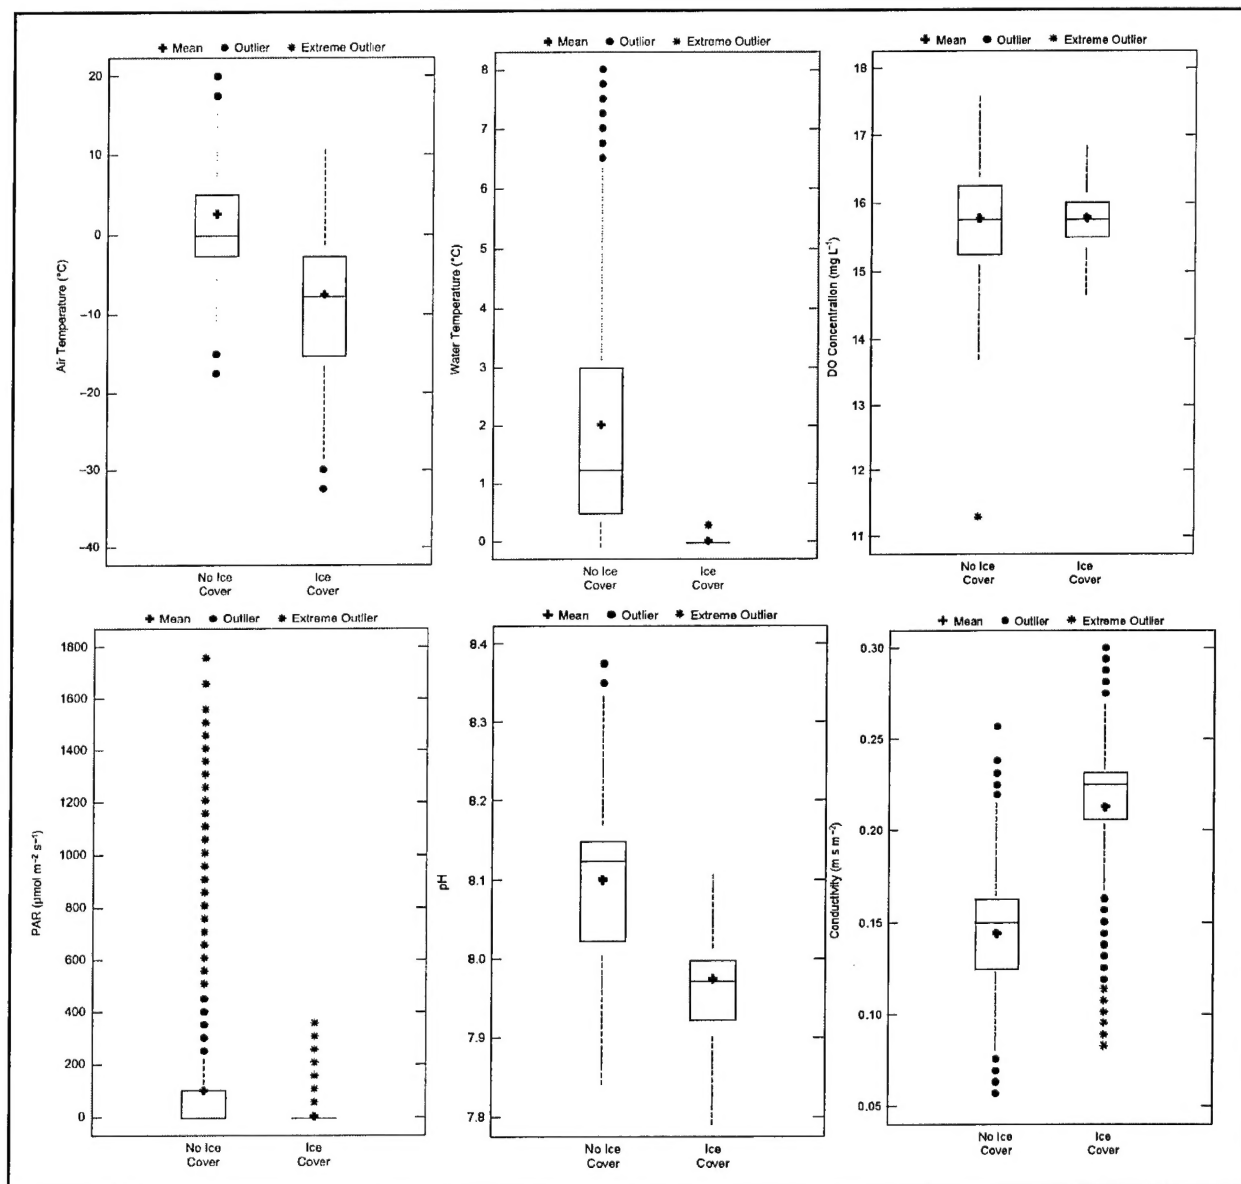 Mean Outlier Extreme Outlier
20
10
0
−10
−20
−30
−40
Air Temperature (°C)
No Ice
Cover
Ice
Cover
Mean Outlier Extreme Outlier
8
7
6
5
4
3
2
1
0
Water Temperature (°C)
No Ice
Cover
Ice
Cover
Mean Outlier Extreme Outlier
18
17
16
15
14
13
12
11
DO Concentration (mg L⁻¹)
No Ice
Cover
Ice
Cover
Mean Outlier Extreme Outlier
1800
1600
1400
1200
1000
800
600
400
200
0
PAR (µmol m⁻² s⁻¹)
No Ice
Cover
Ice
Cover
Mean Outlier Extreme Outlier
8.4
8.3
8.2
8.1
8.0
7.9
7.8
pH
No Ice
Cover
Ice
Cover
Mean Outlier Extreme Outlier
0.30
0.25
0.20
0.15
0.10
0.05
Conductivity (m s m⁻²)
No Ice
Cover
Ice
Cover